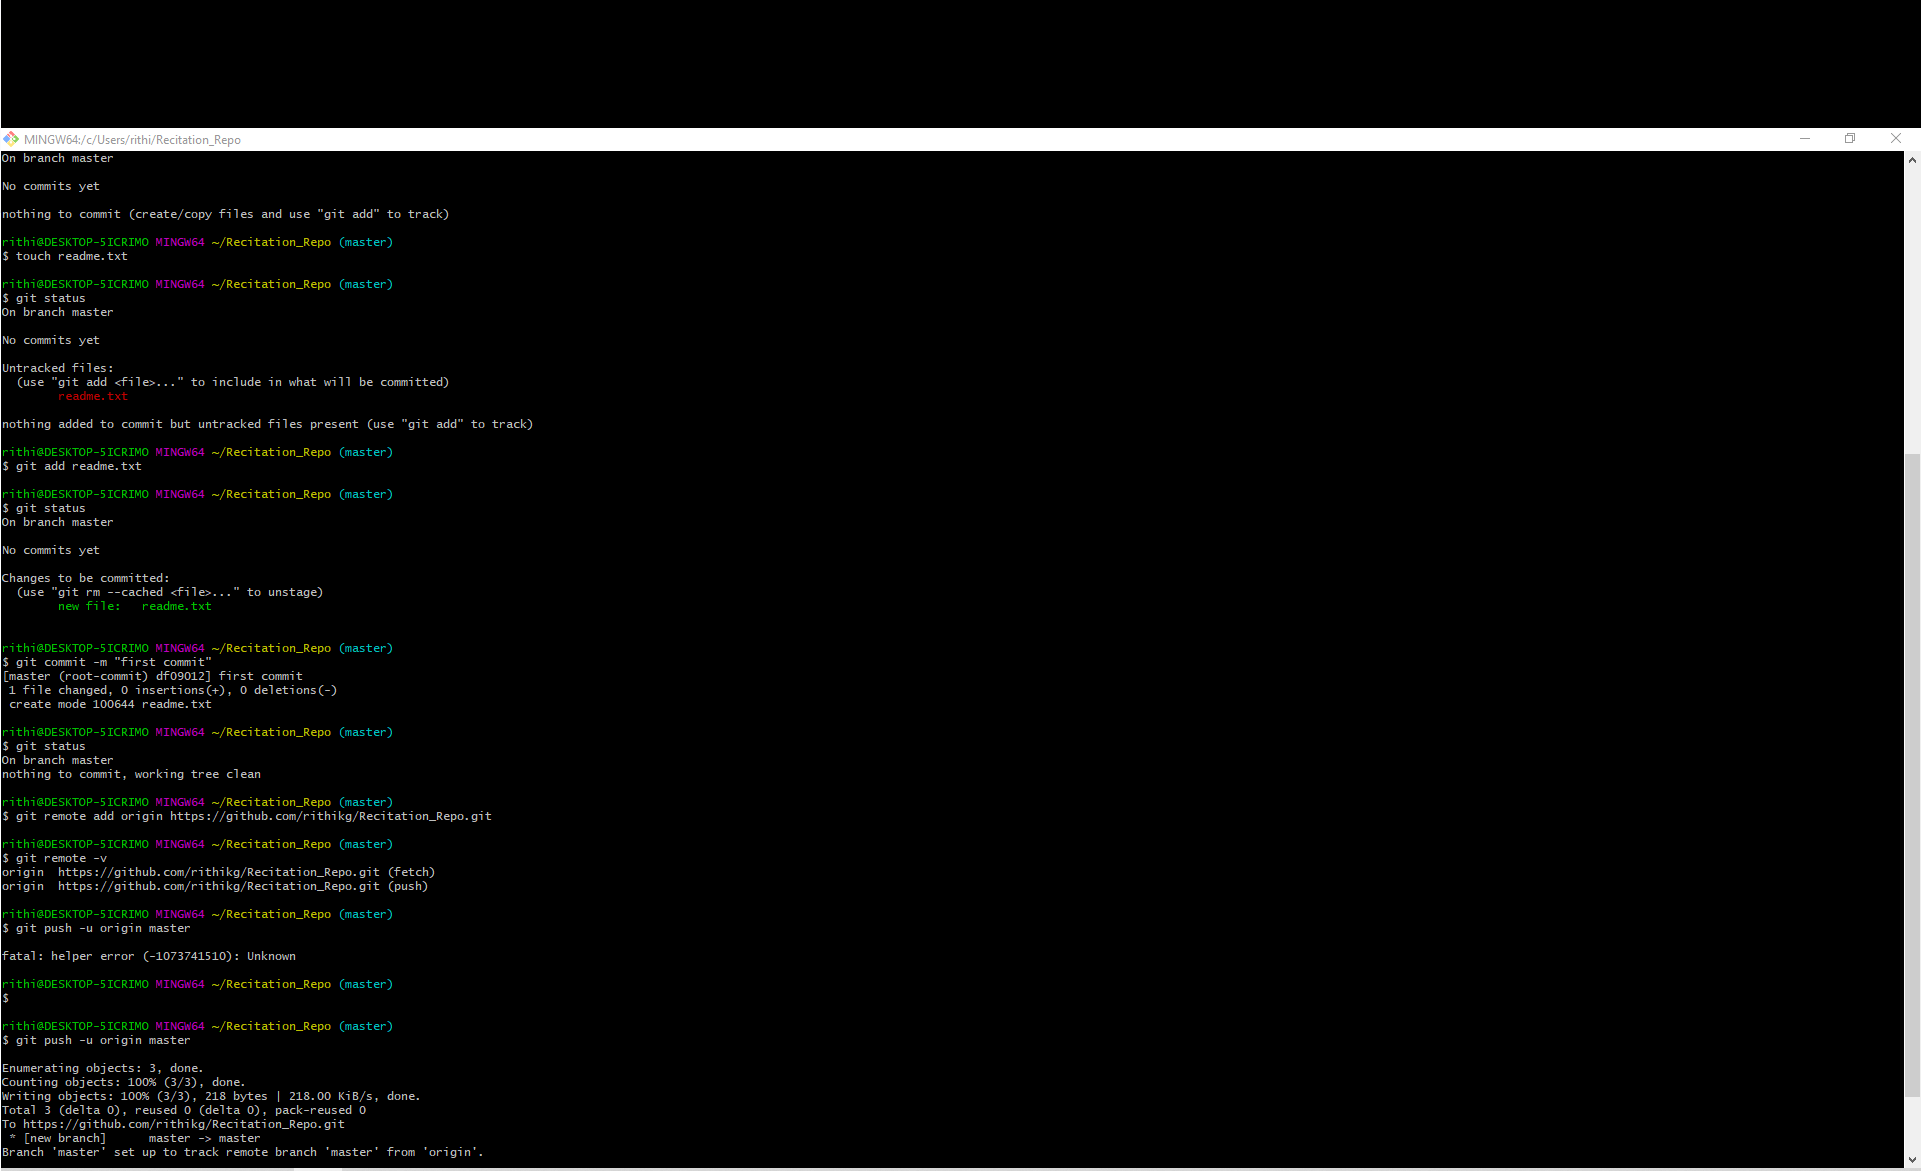 MINGW64:/c/Users/rithi/Recitation_Repo
On branch master
No commits yet
nothing to commit (create/copy files and use "git add" to track)
rithi@DESKTOP-5ICRIMO MINGW64 ~/Recitation_Repo (master)
$ touch readme.txt
rithi@DESKTOP-5ICRIMO MINGW64 ~/Recitation_Repo (master)
$ git status
On branch master
No commits yet
Untracked files:
  (use "git add <file>..." to include in what will be committed)
        readme.txt
nothing added to commit but untracked files present (use "git add" to track)
rithi@DESKTOP-5ICRIMO MINGW64 ~/Recitation_Repo (master)
$ git add readme.txt
rithi@DESKTOP-5ICRIMO MINGW64 ~/Recitation_Repo (master)
$ git status
On branch master
No commits yet
Changes to be committed:
  (use "git rm --cached <file>..." to unstage)
        new file:   readme.txt
rithi@DESKTOP-5ICRIMO MINGW64 ~/Recitation_Repo (master)
$ git commit -m "first commit"
[master (root-commit) df09012] first commit
 1 file changed, 0 insertions(+), 0 deletions(-)
 create mode 100644 readme.txt
rithi@DESKTOP-5ICRIMO MINGW64 ~/Recitation_Repo (master)
$ git status
On branch master
nothing to commit, working tree clean
rithi@DESKTOP-5ICRIMO MINGW64 ~/Recitation_Repo (master)
$ git remote add origin https://github.com/rithikg/Recitation_Repo.git
rithi@DESKTOP-5ICRIMO MINGW64 ~/Recitation_Repo (master)
$ git remote -v
origin  https://github.com/rithikg/Recitation_Repo.git (fetch)
origin  https://github.com/rithikg/Recitation_Repo.git (push)
rithi@DESKTOP-5ICRIMO MINGW64 ~/Recitation_Repo (master)
$ git push -u origin master
fatal: helper error (-1073741510): Unknown
rithi@DESKTOP-5ICRIMO MINGW64 ~/Recitation_Repo (master)
$
rithi@DESKTOP-5ICRIMO MINGW64 ~/Recitation_Repo (master)
$ git push -u origin master
Enumerating objects: 3, done.
Counting objects: 100% (3/3), done.
Writing objects: 100% (3/3), 218 bytes | 218.00 KiB/s, done.
Total 3 (delta 0), reused 0 (delta 0), pack-reused 0
To https://github.com/rithikg/Recitation_Repo.git
 * [new branch]      master -> master
Branch 'master' set up to track remote branch 'master' from 'origin'.